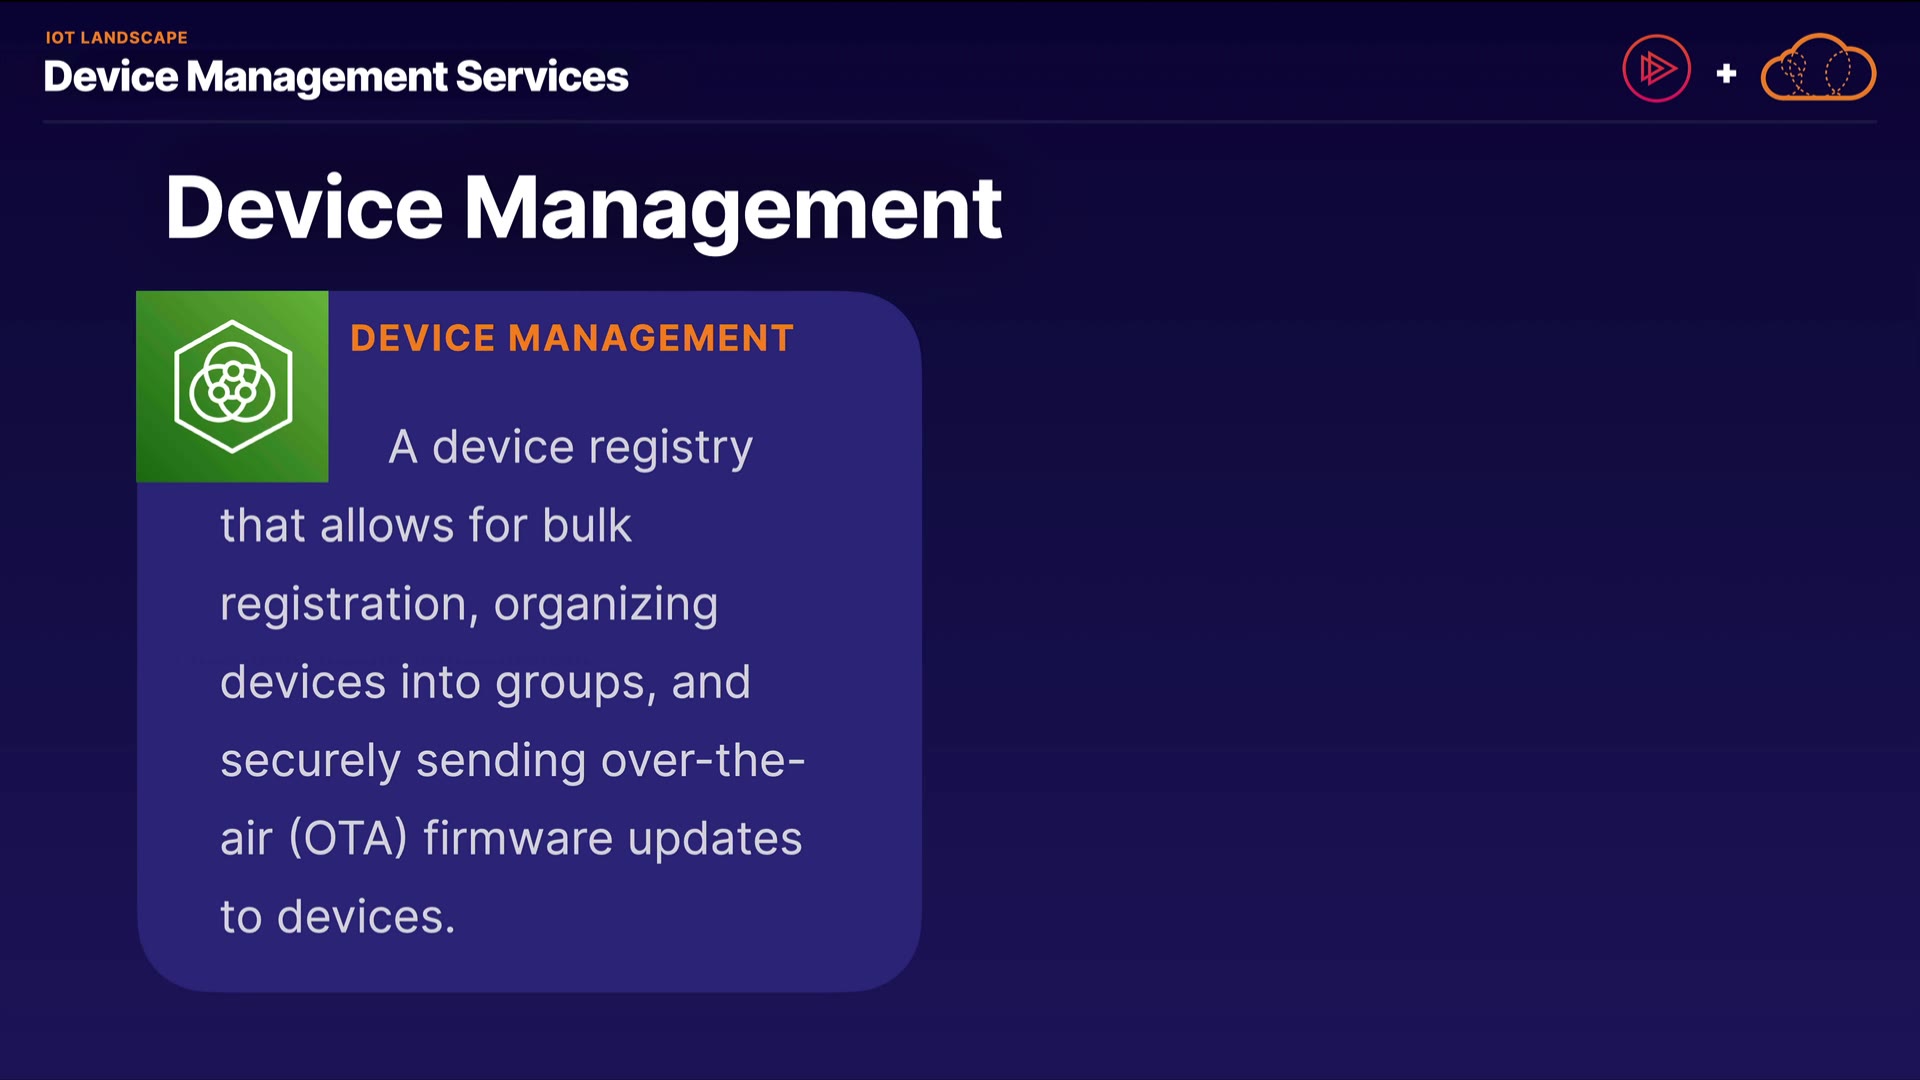 IOT LANDSCAPE
Device Management Services
+
Device Management
DEVICE MANAGEMENT
A device registry
that allows for bulk
registration, organizing
devices into groups, and
securely sending over-the-
air (OTA) firmware updates
to devices.